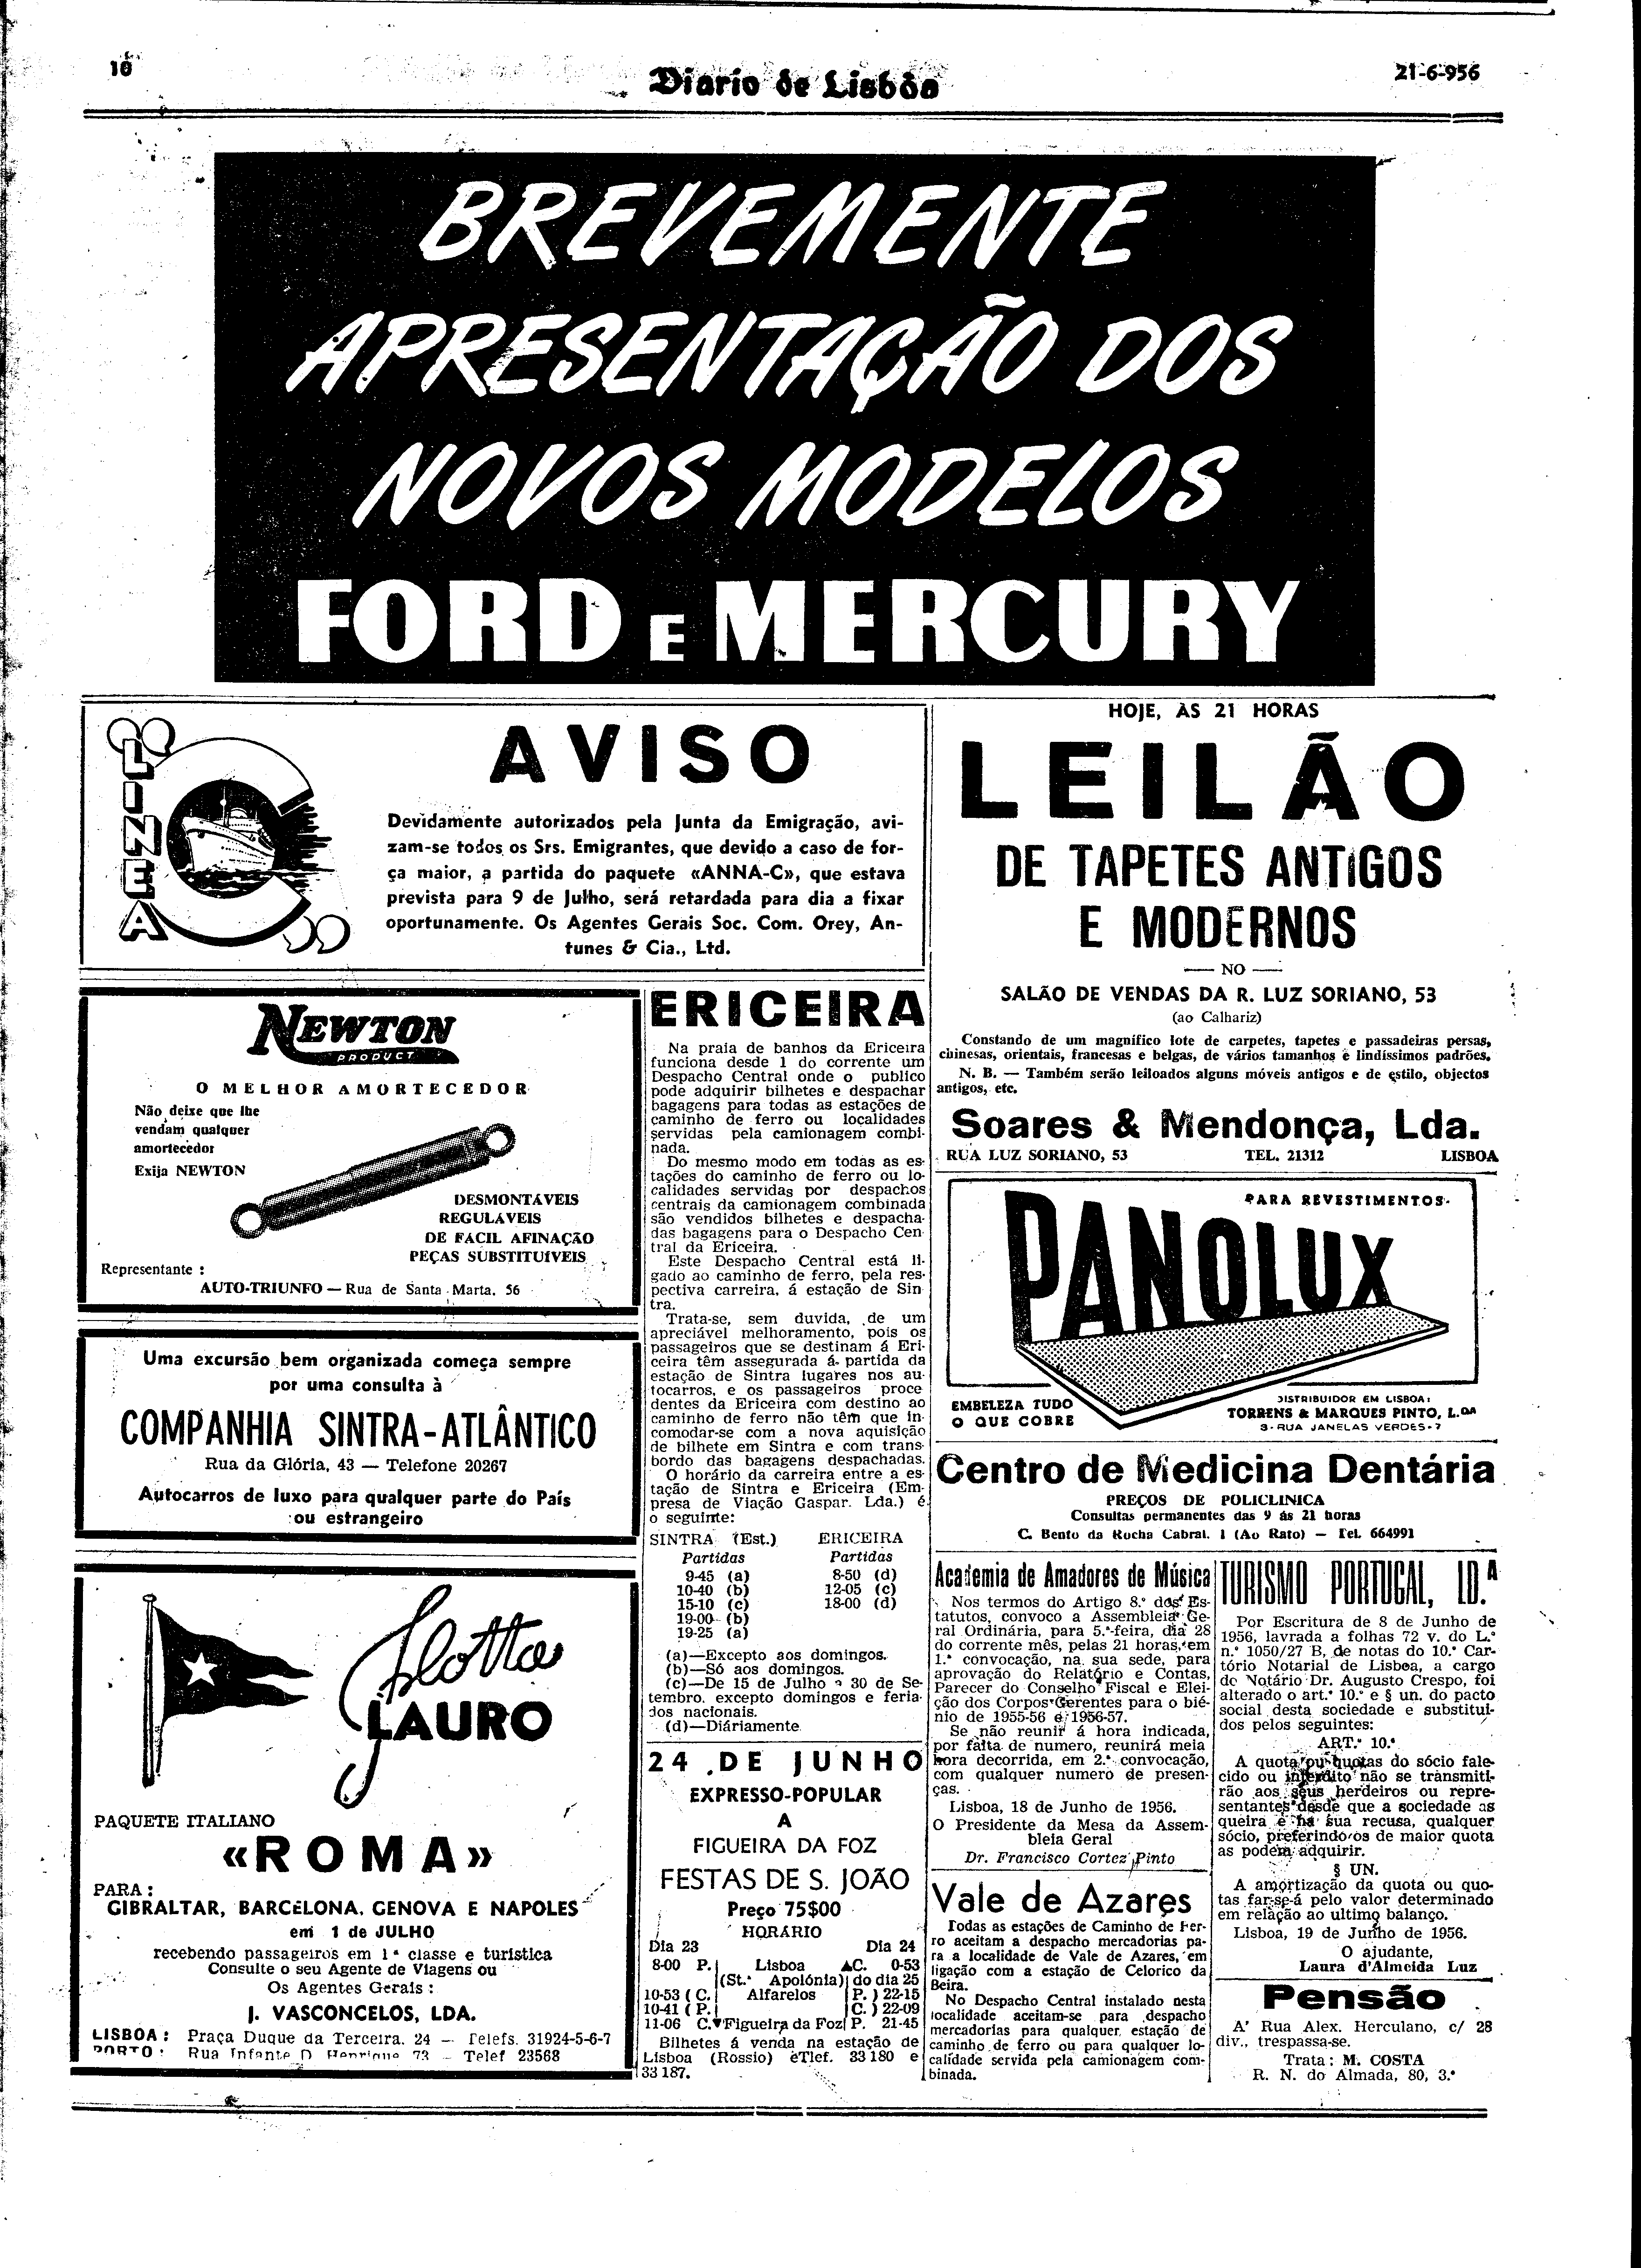 10
Diario de Lisbôa
21-6-956
BREVEMENTE
APRESENTAÇÃO DOS
NOVOS MODELOS
FORD E MERCURY
"LINEA C"
AVISO
Devidamente autorizados pela Junta da Emigração, avi-
zam-se todos os Srs. Emigrantes, que devido a caso de for-
ça maior, a partida do paquete «ANNA-C», que estava
prevista para 9 de Julho, será retardada para dia a fixar
oportunamente. Os Agentes Gerais Soc. Com. Orey, An-
tunes & Cia., Ltd.
HOJE, ÀS 21 HORAS
LEILÃO
DE TAPETES ANTIGOS
E MODERNOS
— NO —
SALÃO DE VENDAS DA R. LUZ SORIANO, 53
(ao Calhariz)
Constando de um magnífico lote de carpetes, tapetes e passadeiras persas,
chinesas, orientais, francesas e belgas, de vários tamanhos e lindíssimos padrões.
N. B. — Também serão leiloados alguns móveis antigos e de estilo, objectos
antigos, etc.
Soares & Mendonça, Lda.
RUA LUZ SORIANO, 53 TEL. 21312 LISBOA
NEWTON
PRODUCT
O MELHOR AMORTECEDOR
Não deixe que lhe
vendam qualquer
amortecedor
Exija NEWTON
DESMONTÁVEIS
REGULÁVEIS
DE FÁCIL AFINAÇÃO
PEÇAS SUBSTITUÍVEIS
Representante :
AUTO-TRIUNFO — Rua de Santa Marta, 56
Uma excursão bem organizada começa sempre
por uma consulta à
COMPANHIA SINTRA-ATLÂNTICO
Rua da Glória, 43 — Telefone 20267
Autocarros de luxo para qualquer parte do País
ou estrangeiro
flotta
LAURO
PAQUETE ITALIANO
«ROMA»
PARA :
GIBRALTAR, BARCELONA, GENOVA E NAPOLES
em 1 de JULHO
recebendo passageiros em 1ª classe e turística
Consulte o seu Agente de Viagens ou
Os Agentes Gerais :
J. VASCONCELOS, LDA.
LISBOA : Praça Duque da Terceira, 24 — Telefs. 31924-5-6-7
PORTO : Rua Infante D. Henrique 73 — Telef 23568
ERICEIRA
Na praia de banhos da Ericeira
funciona desde 1 do corrente um
Despacho Central onde o publico
pode adquirir bilhetes e despachar
bagagens para todas as estações de
caminho de ferro ou localidades
servidas pela camionagem combi-
nada.
Do mesmo modo em todas as es-
tações do caminho de ferro ou lo-
calidades servidas por despachos
centrais da camionagem combinada
são vendidos bilhetes e despacha-
das bagagens para o Despacho Cen
tral da Ericeira.
Este Despacho Central está li-
gado ao caminho de ferro, pela res-
pectiva carreira, á estação de Sin
tra.
Trata-se, sem duvida, de um
apreciável melhoramento, pois os
passageiros que se destinam á Eri-
ceira têm assegurada á partida da
estação de Sintra lugares nos au-
tocarros, e os passageiros proce
dentes da Ericeira com destino ao
caminho de ferro não têm que in-
comodar-se com a nova aquisição
de bilhete em Sintra e com trans-
bordo das bagagens despachadas.
O horário da carreira entre a es-
tação de Sintra e Ericeira (Em-
presa de Viação Gaspar. Lda.) é
o seguinte:
SINTRA (Est.) ERICEIRA
Partidas Partidas
9-45 (a) 8-50 (d)
10-40 (b) 12-05 (c)
15-10 (c) 18-00 (d)
19-00 (b)
19-25 (a)
(a)—Excepto aos domingos.
(b)—Só aos domingos.
(c)—De 15 de Julho a 30 de Se-
tembro, excepto domingos e feria-
dos nacionais.
(d)—Diáriamente
24 DE JUNHO
EXPRESSO-POPULAR
A
FIGUEIRA DA FOZ
FESTAS DE S. JOÃO
Preço 75$00
HORÁRIO
Dia 23 Dia 24
8-00 P. Lisboa ▲C. 0-53
(St.ª Apolónia) do dia 25
10-53 ( C. Alfarelos P. ) 22-15
10-41 ( P. C. ) 22-09
11-06 C.▼Figueira da Foz P. 21-45
Bilhetes á venda na estação de
Lisboa (Rossio) e Tlef. 33 180 e
33 187.
PARA REVESTIMENTOS
PANOLUX
EMBELEZA TUDO
O QUE COBRE
DISTRIBUIDOR EM LISBOA:
TORRENS & MARQUES PINTO, L.DA
3-RUA JANELAS VERDES-7
Centro de Medicina Dentária
PREÇOS DE POLICLINICA
Consultas permanentes das 9 ás 21 horas
C. Bento da Rocha Cabral, 1 (Ao Rato) — Tel. 664991
Academia de Amadores de Música
Nos termos do Artigo 8.º dos Es-
tatutos, convoco a Assembleia Ge-
ral Ordinária, para 5.ª-feira, dia 28
do corrente mês, pelas 21 horas, em
1.ª convocação, na sua sede, para
aprovação do Relatório e Contas,
Parecer do Conselho Fiscal e Elei-
ção dos Corpos Gerentes para o bié-
nio de 1955-56 e 1956-57.
Se não reunir á hora indicada,
por falta de numero, reunirá meia
hora decorrida, em 2.ª convocação,
com qualquer numero de presen-
ças.
Lisboa, 18 de Junho de 1956.
O Presidente da Mesa da Assem-
bleia Geral
Dr. Francisco Cortez Pinto
Vale de Azares
Todas as estações de Caminho de Fer-
ro aceitam a despacho mercadorias pa-
ra a localidade de Vale de Azares, em
ligação com a estação de Celorico da
Beira.
No Despacho Central instalado nesta
localidade aceitam-se para despacho
mercadorias para qualquer estação de
caminho de ferro ou para qualquer lo-
calidade servida pela camionagem com-
binada.
TURISMO PORTUGAL, LD.ª
Por Escritura de 8 de Junho de
1956, lavrada a folhas 72 v. do L.º
n.º 1050/27 B, de notas do 10.º Car-
tório Notarial de Lisboa, a cargo
do Notário Dr. Augusto Crespo, foi
alterado o art.º 10.º e § un. do pacto
social desta sociedade e substituí-
dos pelos seguintes:
ART.º 10.º
A quota ou quotas do sócio fale-
cido ou interdito não se transmiti-
rão aos seus herdeiros ou repre-
sentantes desde que a sociedade as
queira e na sua recusa, qualquer
sócio, preferindo os de maior quota
as podem adquirir.
§ UN.
A amortização da quota ou quo-
tas far-se-á pelo valor determinado
em relação ao ultimo balanço.
Lisboa, 19 de Junho de 1956.
O ajudante,
Laura d'Almeida Luz
Pensão
A' Rua Alex. Herculano, c/ 28
div., trespassa-se.
Trata: M. COSTA
R. N. do Almada, 80, 3.º